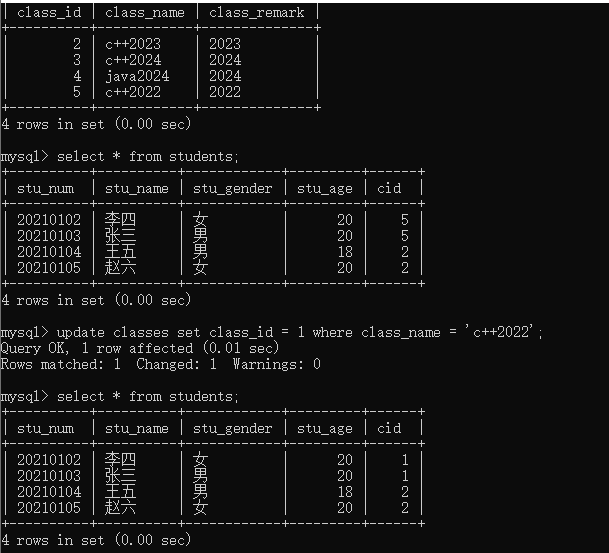 | class_id | class_name | class_remark |
+----------+------------+--------------+
|        2 | c++2023    | 2023         |
|        3 | c++2024    | 2024         |
|        4 | java2024   | 2024         |
|        5 | c++2022    | 2022         |
+----------+------------+--------------+
4 rows in set (0.00 sec)
mysql> select * from students;
+----------+----------+------------+---------+------+
| stu_num  | stu_name | stu_gender | stu_age | cid  |
+----------+----------+------------+---------+------+
| 20210102 | 李四     | 女         |      20 |    5 |
| 20210103 | 张三     | 男         |      20 |    5 |
| 20210104 | 王五     | 男         |      18 |    2 |
| 20210105 | 赵六     | 女         |      20 |    2 |
+----------+----------+------------+---------+------+
4 rows in set (0.00 sec)
mysql> update classes set class_id = 1 where class_name = 'c++2022';
Query OK, 1 row affected (0.01 sec)
Rows matched: 1  Changed: 1  Warnings: 0
mysql> select * from students;
+----------+----------+------------+---------+------+
| stu_num  | stu_name | stu_gender | stu_age | cid  |
+----------+----------+------------+---------+------+
| 20210102 | 李四     | 女         |      20 |    1 |
| 20210103 | 张三     | 男         |      20 |    1 |
| 20210104 | 王五     | 男         |      18 |    2 |
| 20210105 | 赵六     | 女         |      20 |    2 |
+----------+----------+------------+---------+------+
4 rows in set (0.00 sec)